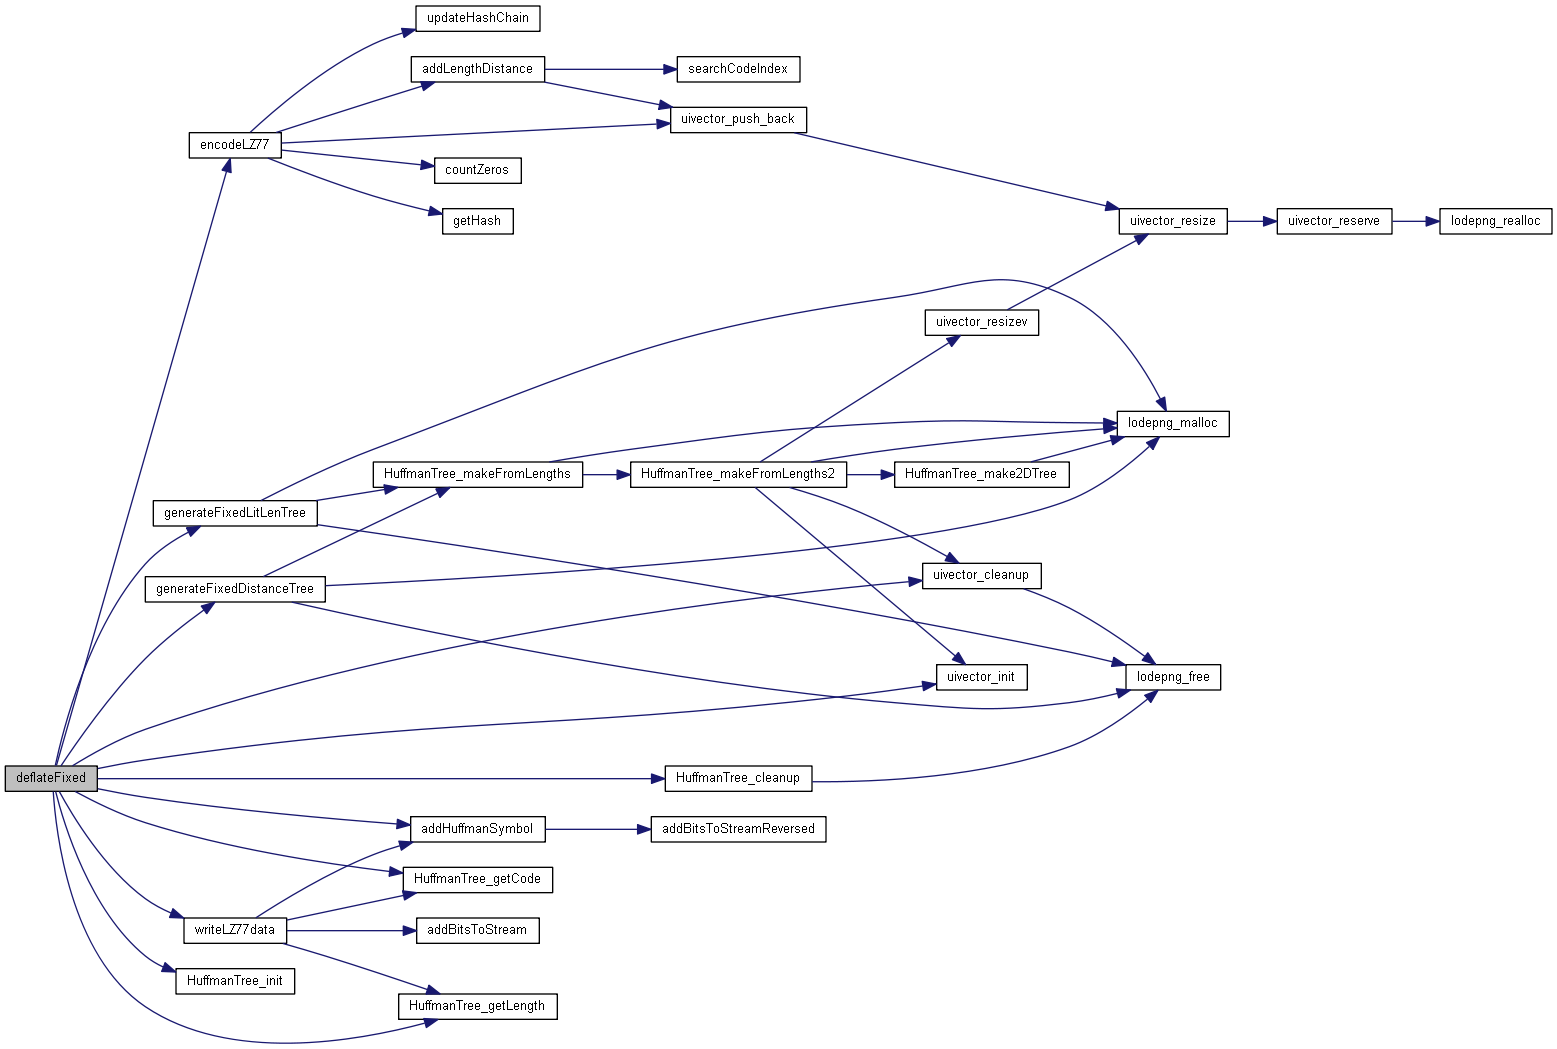 updateHashChain
addLengthDistance
searchCodeIndex
uivector_push_back
encodeLZ77
countZeros
getHash
uivector_resize
uivector_reserve
lodepng_realloc
uivector_resizev
lodepng_malloc
HuffmanTree_makeFromLengths
HuffmanTree_makeFromLengths2
HuffmanTree_make2DTree
generateFixedLitLenTree
uivector_cleanup
generateFixedDistanceTree
uivector_init
lodepng_free
deflateFixed
HuffmanTree_cleanup
addHuffmanSymbol
addBitsToStreamReversed
HuffmanTree_getCode
writeLZ77data
addBitsToStream
HuffmanTree_init
HuffmanTree_getLength